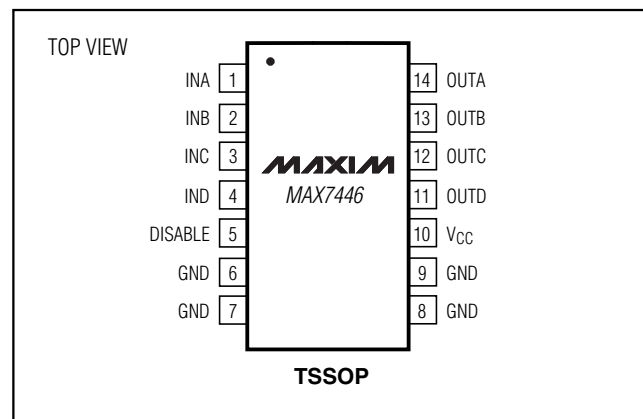 TOP VIEW
INA 1 14 OUTA
INB 2 13 OUTB
INC 3 12 OUTC
MAXIM
IND 4 MAX7446 11 OUTD
DISABLE 5 10 VCC
GND 6 9 GND
GND 7 8 GND
TSSOP